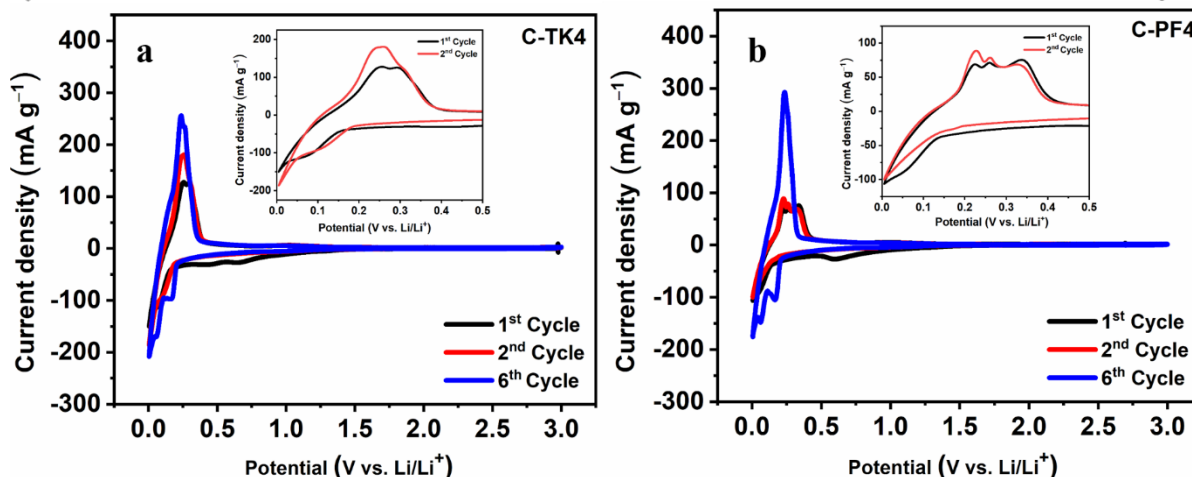 a
C-TK4
Current density (mA g⁻¹)
400
300
200
100
0
-100
-200
-300
0.0 0.5 1.0 1.5 2.0 2.5 3.0
Potential (V vs. Li/Li⁺)
1ˢᵗ Cycle
2ⁿᵈ Cycle
6ᵗʰ Cycle
Current density (mA g⁻¹)
200
100
0
-100
-200
0.0 0.1 0.2 0.3 0.4 0.5
Potential (V vs. Li/Li⁺)
1ˢᵗ Cycle
2ⁿᵈ Cycle
b
C-PF4
Current density (mA g⁻¹)
400
300
200
100
0
-100
-200
-300
0.0 0.5 1.0 1.5 2.0 2.5 3.0
Potential (V vs. Li/Li⁺)
1ˢᵗ Cycle
2ⁿᵈ Cycle
6ᵗʰ Cycle
Current density (mA g⁻¹)
100
50
0
-50
-100
0.0 0.1 0.2 0.3 0.4 0.5
Potential (V vs. Li/Li⁺)
1ˢᵗ Cycle
2ⁿᵈ Cycle